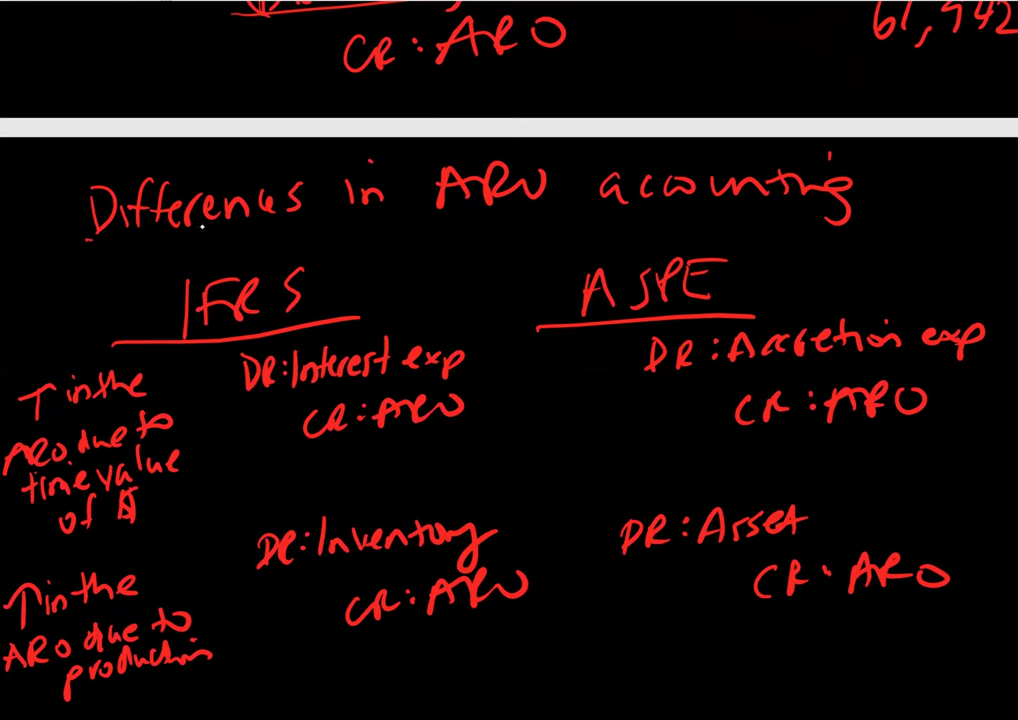 CR: ARO
61,942
Differences in ARO accounting
IFRS
ASPE
↑ in the
ARO due to
time value
of $
DR: Interest exp
CR: ARO
DR: Accretion exp
CR: ARO
↑ in the
ARO due to
production
DR: Inventory
CR: ARO
DR: Asset
CR: ARO